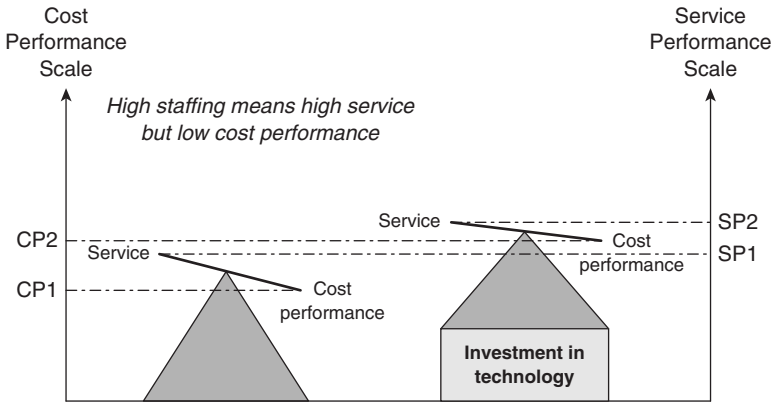 Cost
Performance
Scale
Service
Performance
Scale
High staffing means high service
but low cost performance
Service
SP2
CP2
Cost
performance
Service
SP1
CP1
Cost
performance
Investment in
technology